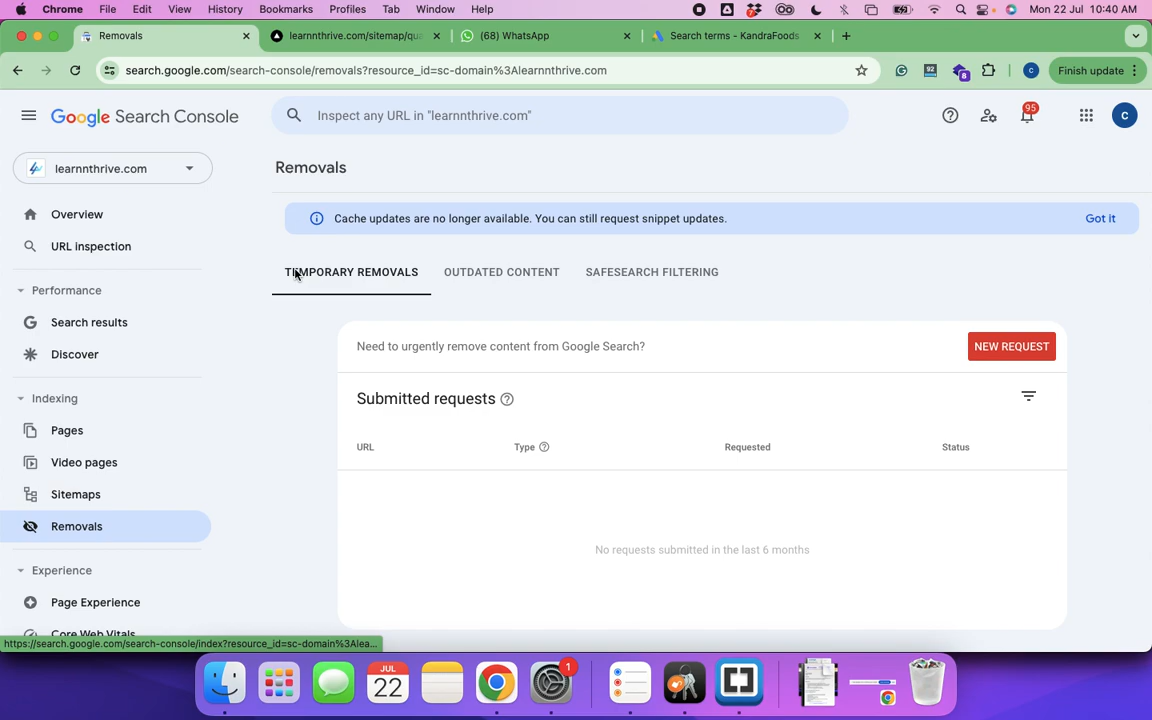 Chrome File Edit View History Bookmarks Profiles Tab Window Help Mon 22 Jul 10:40 AM
Removals learnnthrive.com/sitemap/qua (68) WhatsApp Search terms - KandraFoods
search.google.com/search-console/removals?resource_id=sc-domain%3Alearnnthrive.com 92 8 C Finish update
Google Search Console Inspect any URL in "learnnthrive.com" 95 C
learnnthrive.com
Removals
Overview
Cache updates are no longer available. You can still request snippet updates. Got it
URL inspection
TEMPORARY REMOVALS OUTDATED CONTENT SAFESEARCH FILTERING
Performance
Search results
Need to urgently remove content from Google Search? NEW REQUEST
Discover
Indexing
Submitted requests
Pages
URL Type Requested Status
Video pages
Sitemaps
Removals
No requests submitted in the last 6 months
Experience
Page Experience
Core Web Vitals
https://search.google.com/search-console/index?resource_id=sc-domain%3Alea...
JUL
22
1